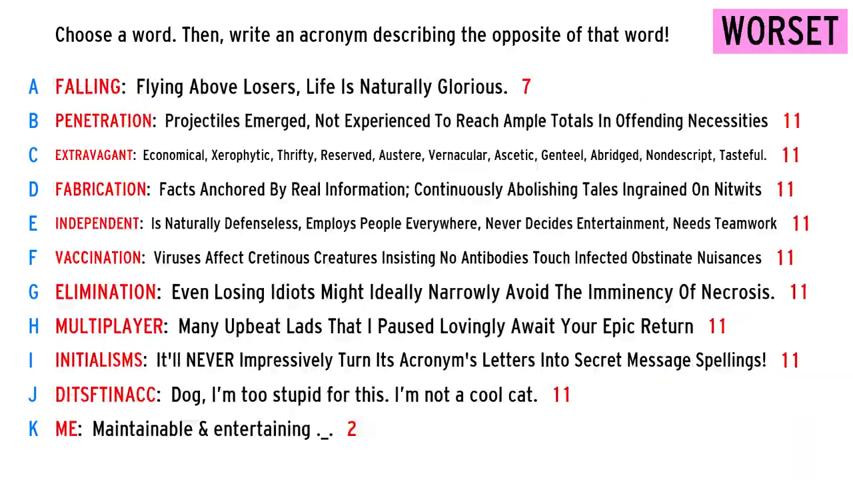 Choose a word. Then, write an acronym describing the opposite of that word!
WORSET
A FALLING: Flying Above Losers, Life Is Naturally Glorious. 7
B PENETRATION: Projectiles Emerged, Not Experienced To Reach Ample Totals In Offending Necessities 11
C EXTRAVAGANT: Economical, Xerophytic, Thrifty, Reserved, Austere, Vernacular, Ascetic, Genteel, Abridged, Nondescript, Tasteful. 11
D FABRICATION: Facts Anchored By Real Information; Continuously Abolishing Tales Ingrained On Nitwits 11
E INDEPENDENT: Is Naturally Defenseless, Employs People Everywhere, Never Decides Entertainment, Needs Teamwork 11
F VACCINATION: Viruses Affect Cretinous Creatures Insisting No Antibodies Touch Infected Obstinate Nuisances 11
G ELIMINATION: Even Losing Idiots Might Ideally Narrowly Avoid The Imminency Of Necrosis. 11
H MULTIPLAYER: Many Upbeat Lads That I Paused Lovingly Await Your Epic Return 11
I INITIALISMS: It'll NEVER Impressively Turn Its Acronym's Letters Into Secret Message Spellings! 11
J DITSFTINACC: Dog, I'm too stupid for this. I'm not a cool cat. 11
K ME: Maintainable & entertaining ._. 2